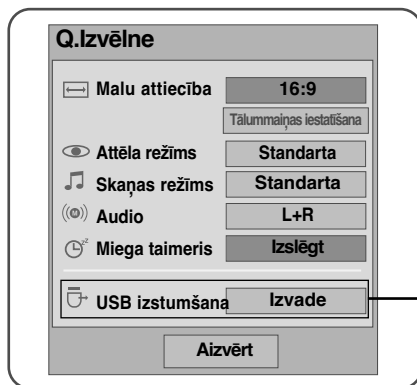 Q.Izvēlne
Malu attiecība 16:9
Tālummaiņas iestatīšana
Attēla režīms Standarta
Skaņas režīms Standarta
Audio L+R
Miega taimeris Izslēgt
USB izstumšana Izvade
Aizvērt